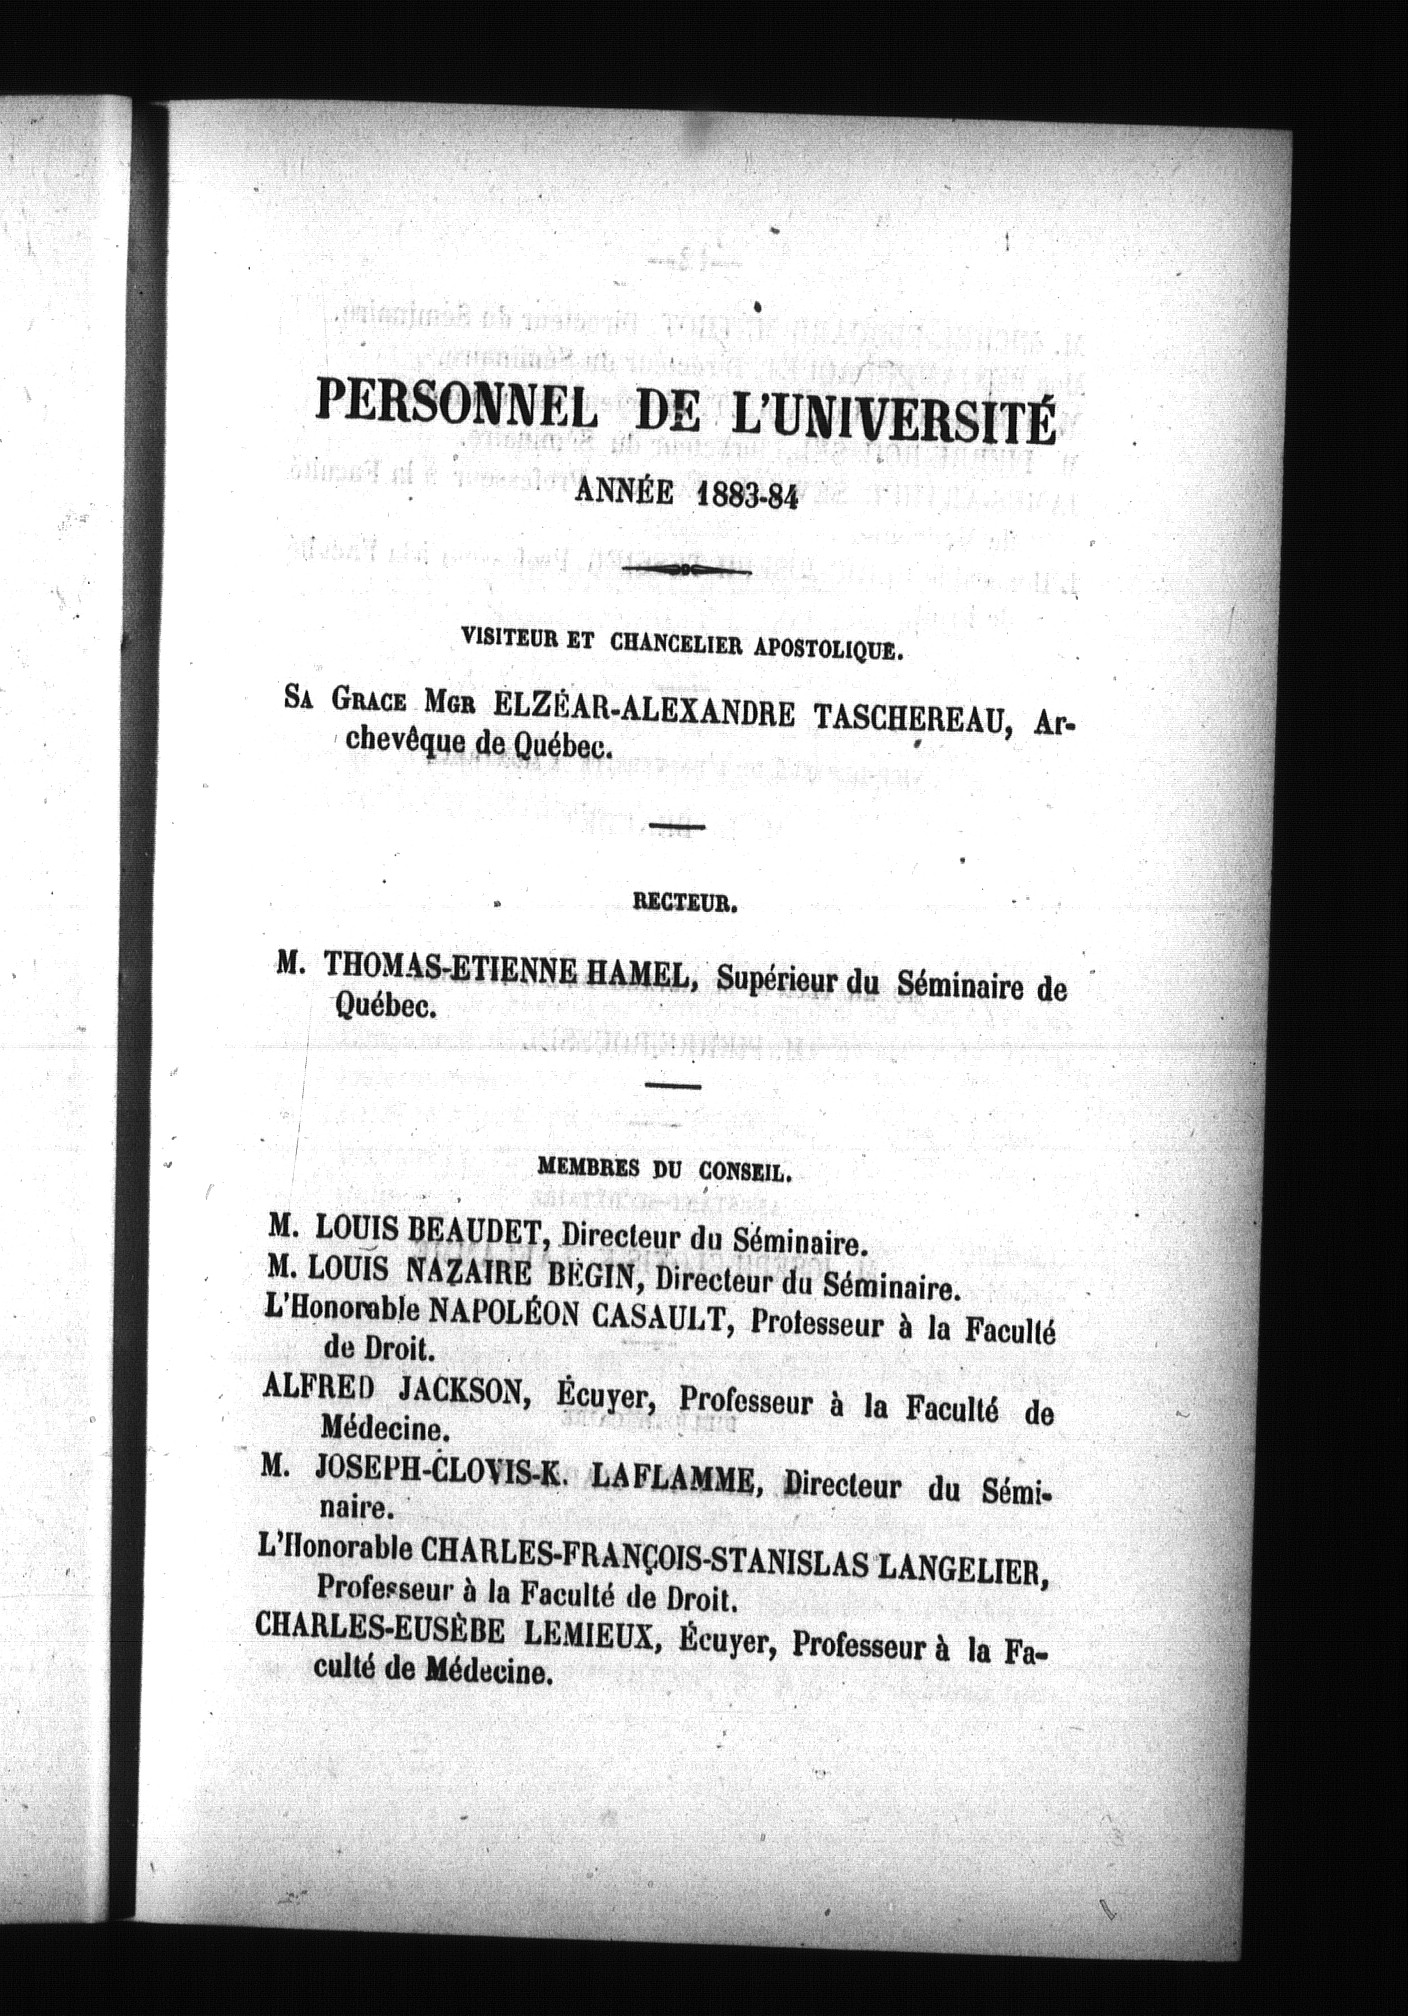 PERSONNEL DE L'UNIVERSITÉ
ANNÉE 1883-84
VISITEUR ET CHANCELIER APOSTOLIQUE.
SA GRACE MGR ELZÉAR-ALEXANDRE TASCHEREAU, Ar-
chevêque de Québec.
RECTEUR.
M. THOMAS-ETIENNE HAMEL, Supérieur du Séminaire de
Québec.
MEMBRES DU CONSEIL.
M. LOUIS BEAUDET, Directeur du Séminaire.
M. LOUIS NAZAIRE BÉGIN, Directeur du Séminaire.
L'Honorable NAPOLÉON CASAULT, Professeur à la Faculté
de Droit.
ALFRED JACKSON, Écuyer, Professeur à la Faculté de
Médecine.
M. JOSEPH-CLOVIS-K. LAFLAMME, Directeur du Sémi-
naire.
L'Honorable CHARLES-FRANÇOIS-STANISLAS LANGELIER,
Professeur à la Faculté de Droit.
CHARLES-EUSÈBE LEMIEUX, Écuyer, Professeur à la Fa-
culté de Médecine.